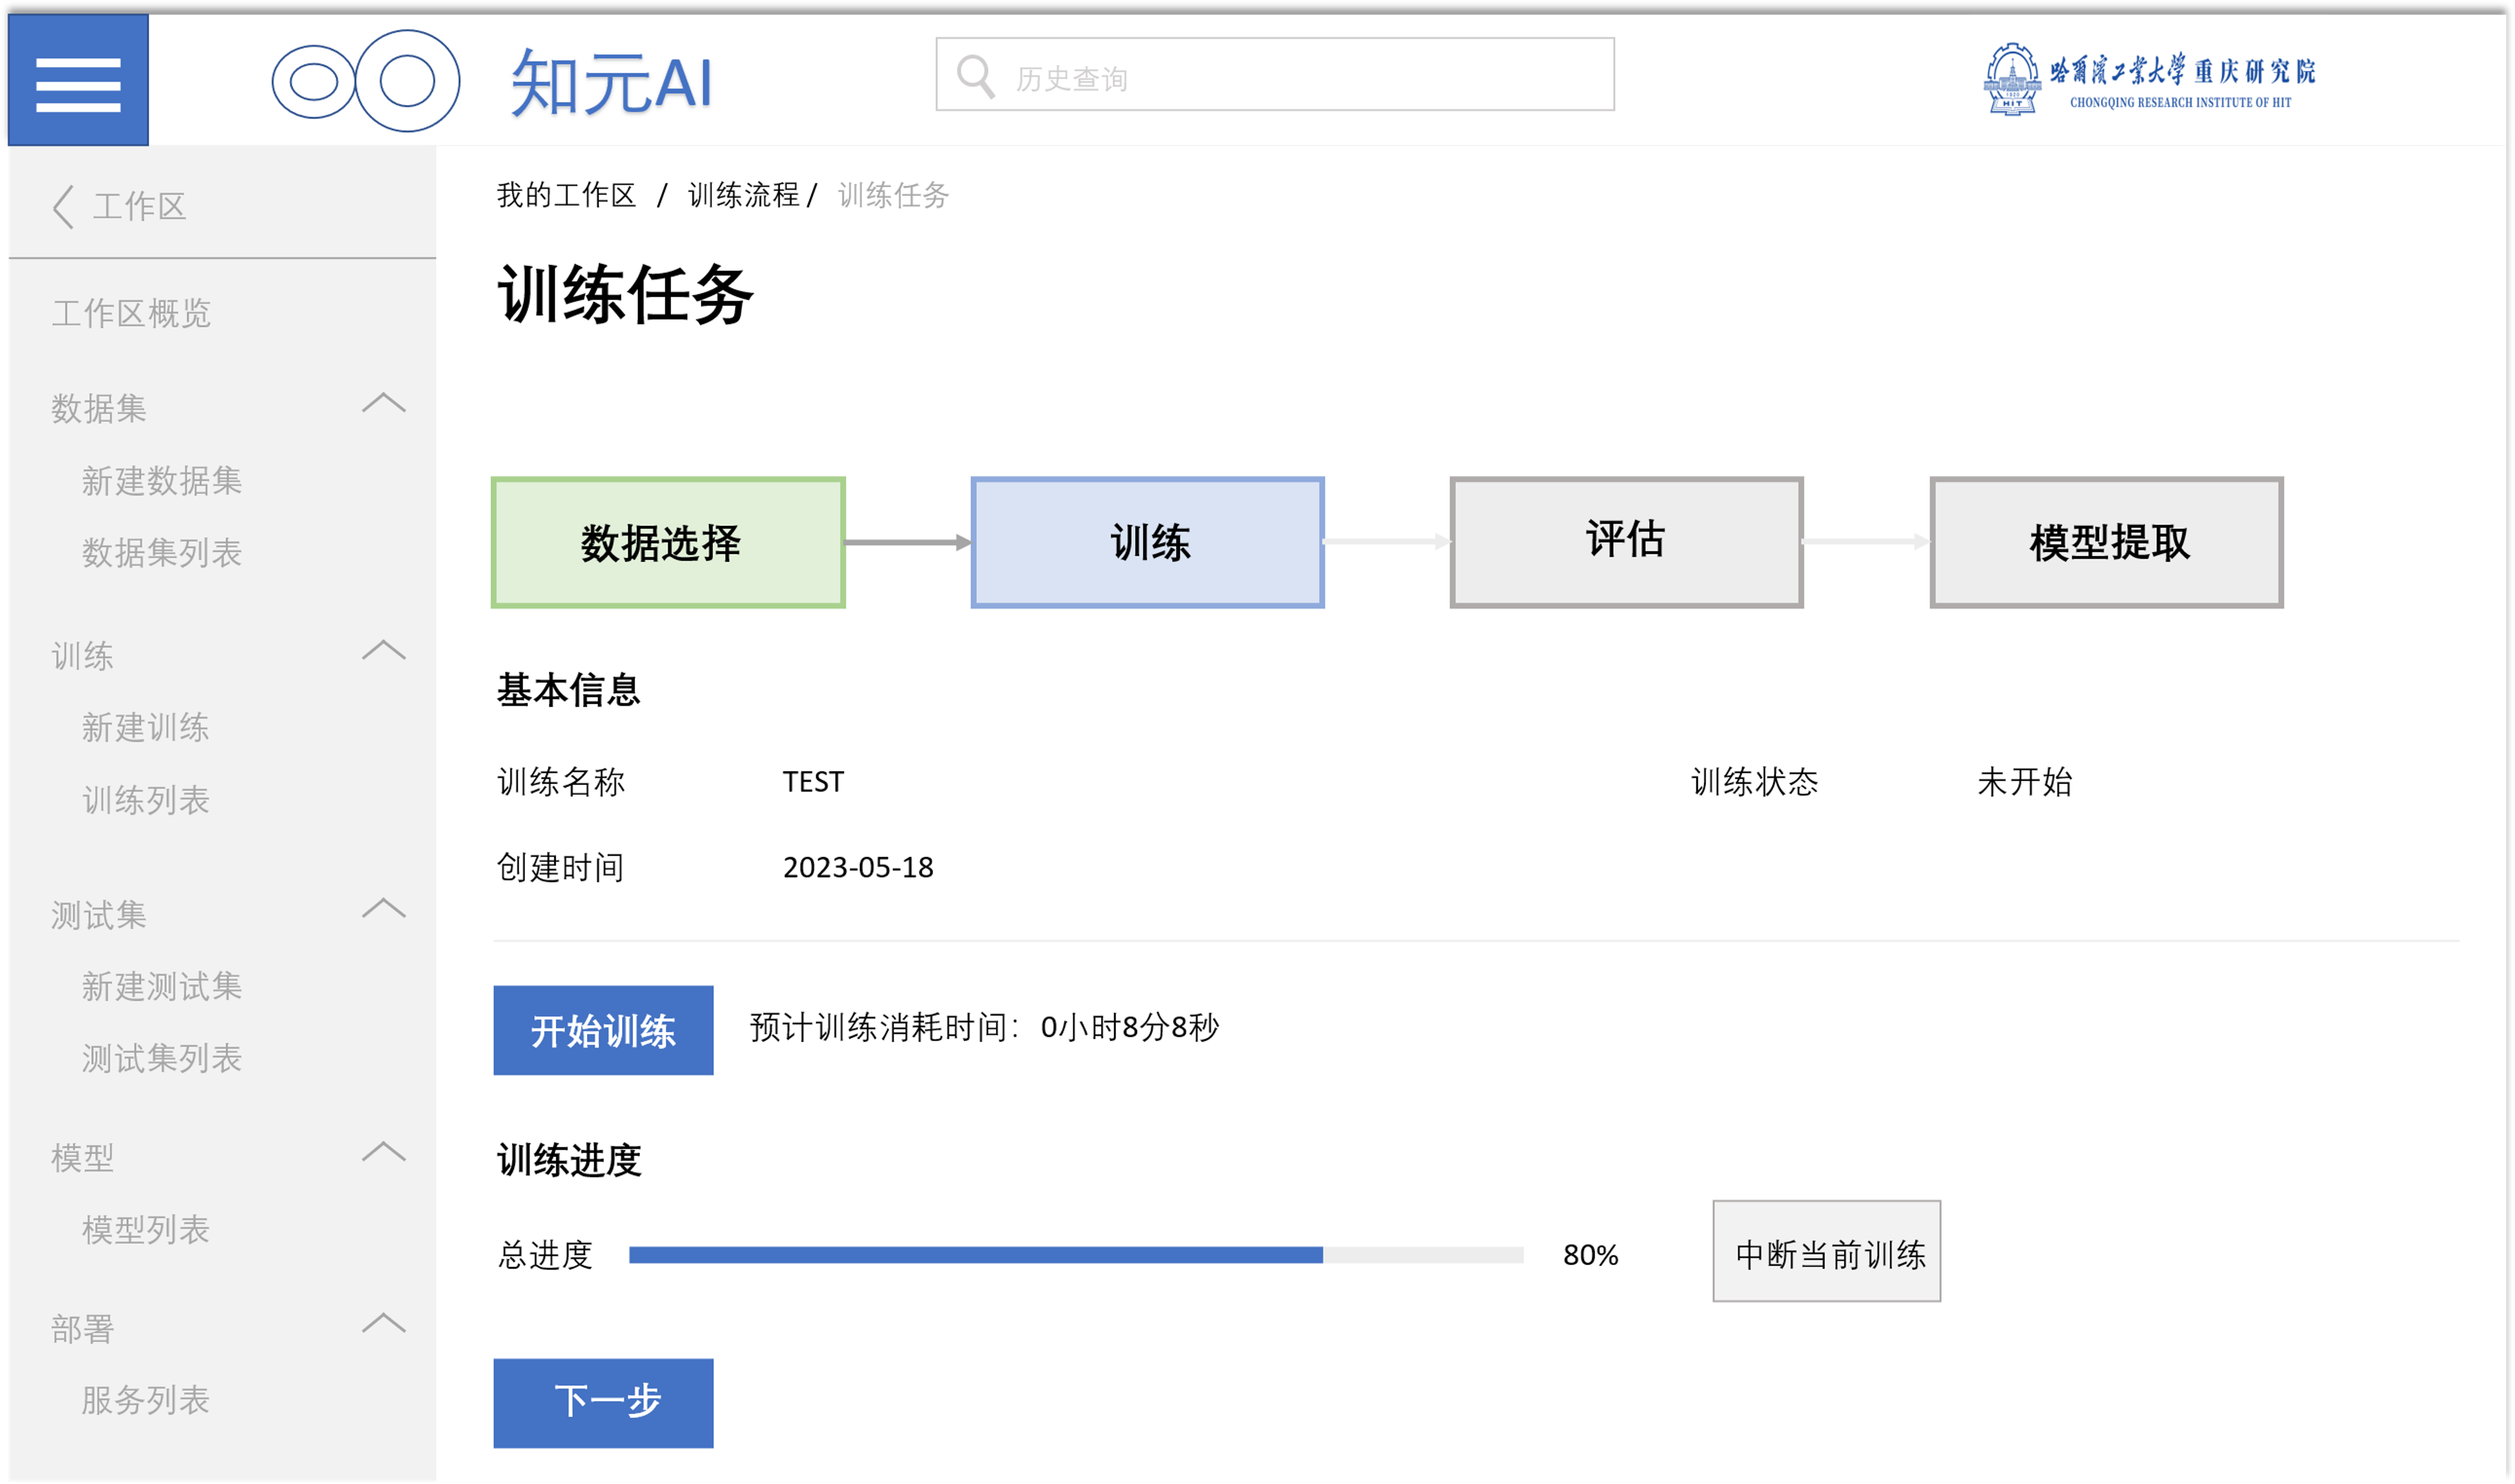 知元AI
历史查询
哈尔滨工业大学重庆研究院
CHONGQING RESEARCH INSTITUTE OF HIT
1920
HIT
工作区
工作区概览
数据集
新建数据集
数据集列表
训练
新建训练
训练列表
测试集
新建测试集
测试集列表
模型
模型列表
部署
服务列表
我的工作区 / 训练流程 / 训练任务
训练任务
数据选择
训练
评估
模型提取
基本信息
训练名称 TEST 训练状态 未开始
创建时间 2023-05-18
开始训练 预计训练消耗时间：0小时8分8秒
训练进度
总进度 80% 中断当前训练
下一步